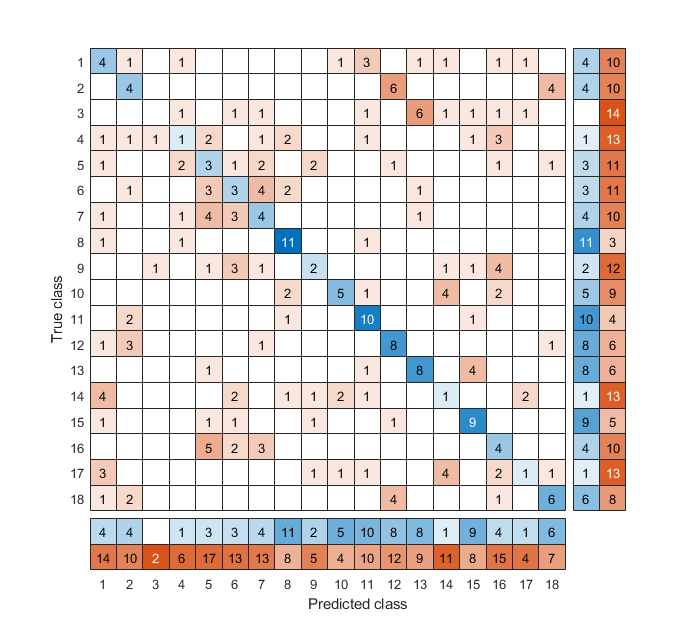 1 4 1 1 1 3 1 1 1 1 4 10
2 4 6 4 4 10
3 1 1 1 1 6 1 1 1 1 14
4 1 1 1 1 2 1 2 1 1 3 1 13
5 1 2 3 1 2 2 1 1 1 3 11
6 1 3 3 4 2 1 3 11
7 1 1 4 3 4 1 4 10
8 1 1 11 1 11 3
9 1 1 3 1 2 1 1 4 2 12
10 2 5 1 4 2 5 9
11 2 1 10 1 10 4
12 1 3 1 8 1 8 6
13 1 1 8 4 8 6
14 4 2 1 1 2 1 1 2 1 13
15 1 1 1 1 1 9 9 5
16 5 2 3 4 4 10
17 3 1 1 1 4 2 1 1 1 13
18 1 2 4 1 6 6 8
True class
4 4 1 3 3 4 11 2 5 10 8 8 1 9 4 1 6
14 10 2 6 17 13 13 8 5 4 10 12 9 11 8 15 4 7
1 2 3 4 5 6 7 8 9 10 11 12 13 14 15 16 17 18
Predicted class